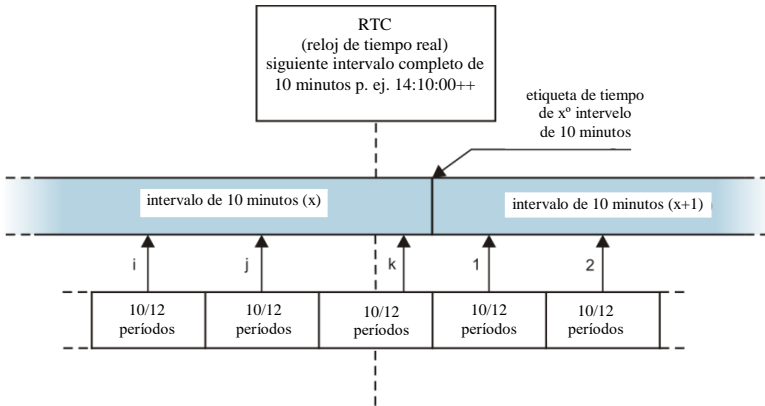 RTC
(reloj de tiempo real)
siguiente intervalo completo de
10 minutos p. ej. 14:10:00++
etiqueta de tiempo
de xº intervelo
de 10 minutos
intervalo de 10 minutos (x)
intervalo de 10 minutos (x+1)
i
j
k
1
2
10/12
períodos
10/12
períodos
10/12
períodos
10/12
períodos
10/12
períodos